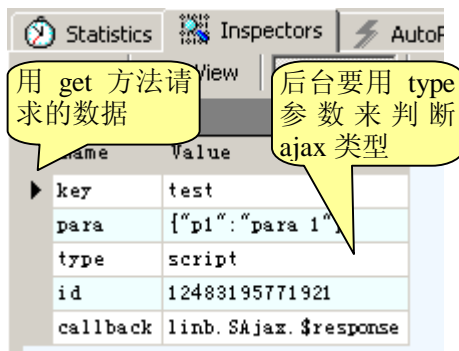 Statistics Inspectors AutoR
用 get 方法请求的数据
View
后台要用 type 参数来判断 ajax 类型
Name Value
key test
para {"p1":"para 1"
type script
id 12483195771921
callback linb.SAjax.$response